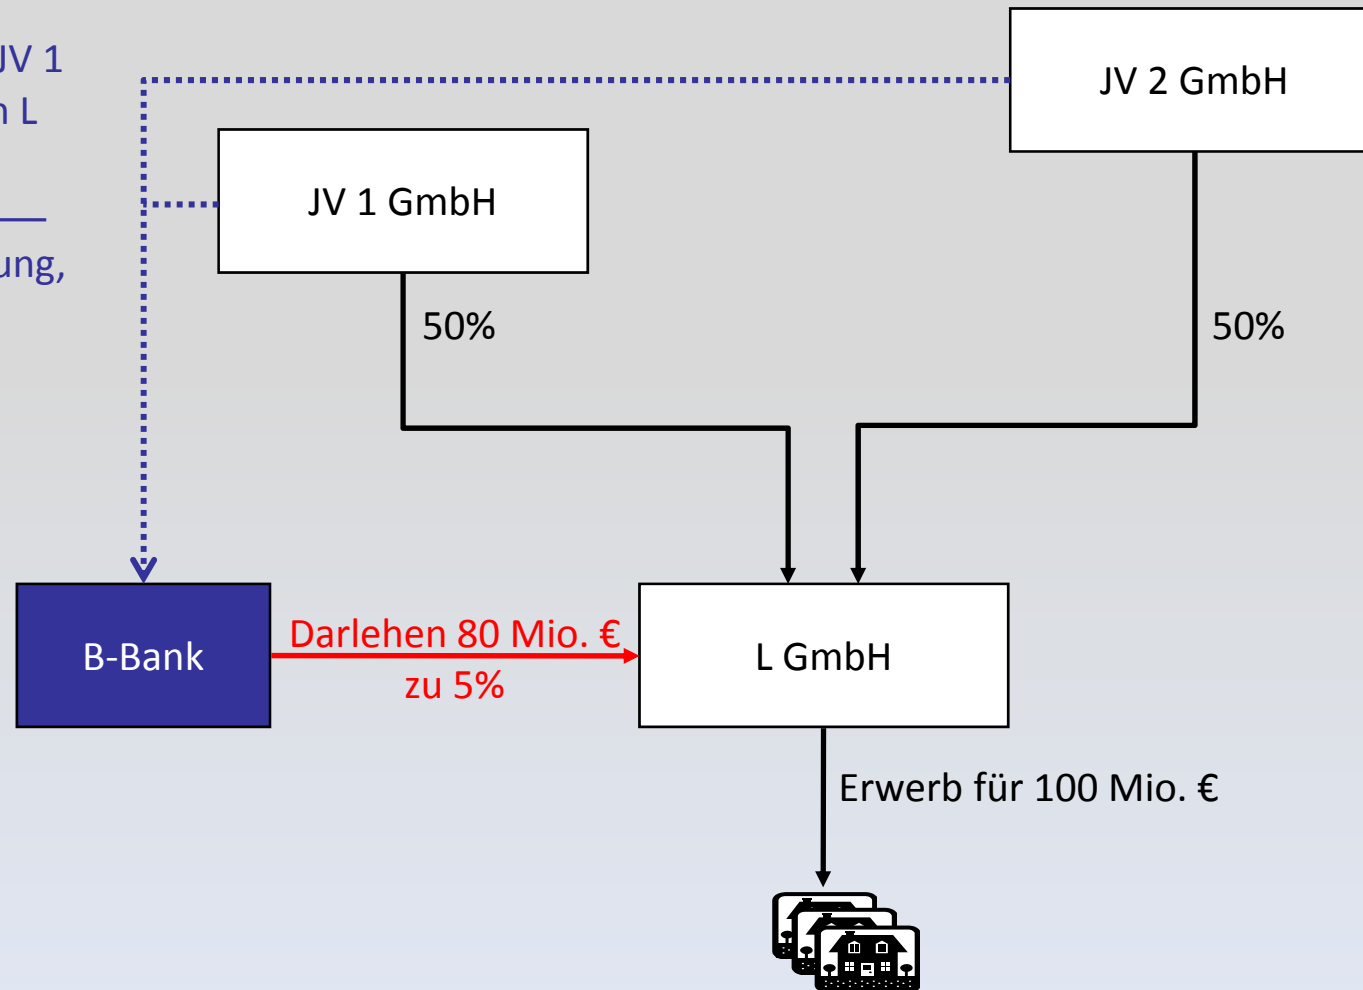 JV 1
L
JV 2 GmbH
JV 1 GmbH
50%
50%
B-Bank
Darlehen 80 Mio. €
zu 5%
L GmbH
Erwerb für 100 Mio. €